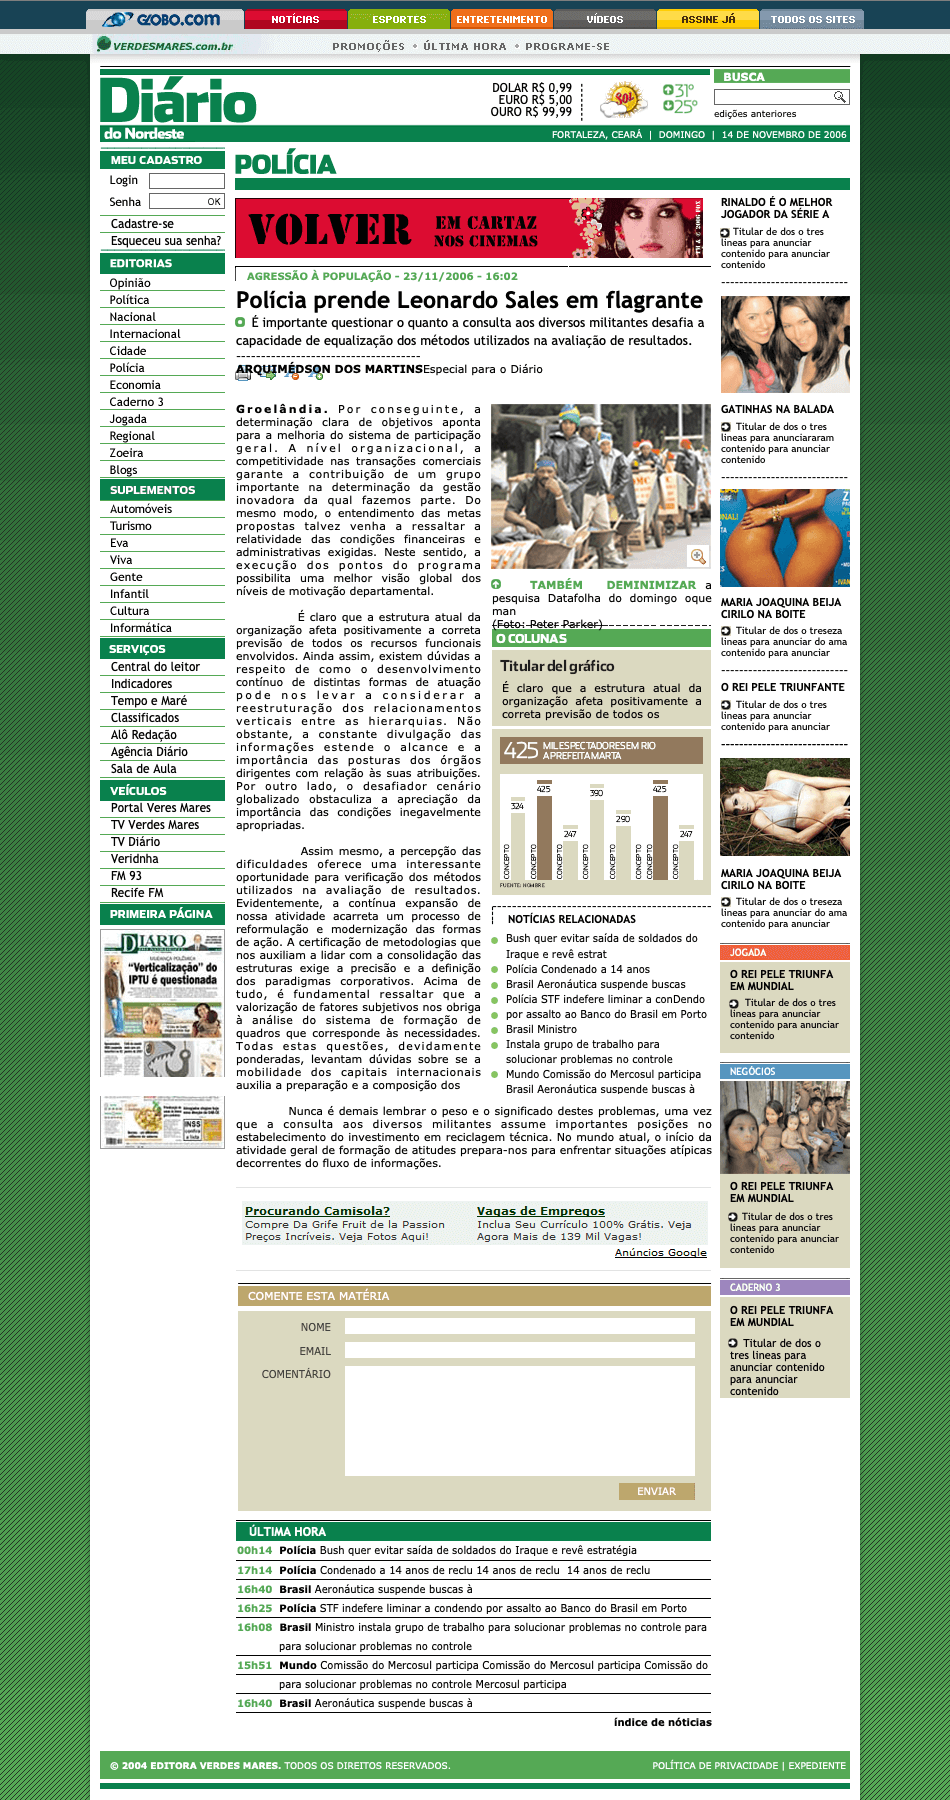 GLOBO.COM
NOTÍCIAS
ESPORTES
ENTRETENIMENTO
VÍDEOS
ASSINE JÁ
TODOS OS SITES
VERDESMARES.com.br
PROMOÇÕES • ÚLTIMA HORA • PROGRAME-SE
Diário
do Nordeste
DOLAR R$ 0,99
EURO R$ 5,00
OURO R$ 99,99
SOL
31°
25°
BUSCA
edições anteriores
FORTALEZA, CEARÁ | DOMINGO | 14 DE NOVEMBRO DE 2006
MEU CADASTRO
Login
Senha
OK
Cadastre-se
Esqueceu sua senha?
EDITORIAS
Opinião
Política
Nacional
Internacional
Cidade
Polícia
Economia
Caderno 3
Jogada
Regional
Zoeira
Blogs
SUPLEMENTOS
Automóveis
Turismo
Eva
Viva
Gente
Infantil
Cultura
Informática
SERVIÇOS
Central do leitor
Indicadores
Tempo e Maré
Classificados
Alô Redação
Agência Diário
Sala de Aula
VEÍCULOS
Portal Veres Mares
TV Verdes Mares
TV Diário
Veridnha
FM 93
Recife FM
PRIMEIRA PÁGINA
DIARIO
MUDANÇA POLÊMICA
"Verticalização" do
IPTU é questionada
INSS
POLÍCIA
VOLVER
EM CARTAZ
NOS CINEMAS
AGRESSÃO À POPULAÇÃO - 23/11/2006 - 16:02
Polícia prende Leonardo Sales em flagrante
É importante questionar o quanto a consulta aos diversos militantes desafia a
capacidade de equalização dos métodos utilizados na avaliação de resultados.
ARQUIMÉDSON DOS MARTINS Especial para o Diário
Groelândia. Por conseguinte, a
determinação clara de objetivos aponta
para a melhoria do sistema de participação
geral. A nível organizacional, a
competitividade nas transações comerciais
garante a contribuição de um grupo
importante na determinação da gestão
inovadora da qual fazemos parte. Do
mesmo modo, o entendimento das metas
propostas talvez venha a ressaltar a
relatividade das condições financeiras e
administrativas exigidas. Neste sentido, a
execução dos pontos do programa
possibilita uma melhor visão global dos
níveis de motivação departamental.
É claro que a estrutura atual da
organização afeta positivamente a correta
previsão de todos os recursos funcionais
envolvidos. Ainda assim, existem dúvidas a
respeito de como o desenvolvimento
contínuo de distintas formas de atuação
pode nos levar a considerar a
reestruturação dos relacionamentos
verticais entre as hierarquias. Não
obstante, a constante divulgação das
informações estende o alcance e a
importância das posturas dos órgãos
dirigentes com relação às suas atribuições.
Por outro lado, o desafiador cenário
globalizado obstaculiza a apreciação da
importância das condições inegavelmente
apropriadas.
Assim mesmo, a percepção das
dificuldades oferece uma interessante
oportunidade para verificação dos métodos
utilizados na avaliação de resultados.
Evidentemente, a contínua expansão de
nossa atividade acarreta um processo de
reformulação e modernização das formas
de ação. A certificação de metodologias que
nos auxiliam a lidar com a consolidação das
estruturas exige a precisão e a definição
dos paradigmas corporativos. Acima de
tudo, é fundamental ressaltar que a
valorização de fatores subjetivos nos obriga
à análise do sistema de formação de
quadros que corresponde às necessidades.
Todas estas questões, devidamente
ponderadas, levantam dúvidas sobre se a
mobilidade dos capitais internacionais
auxilia a preparação e a composição dos
TAMBÉM DEMINIMIZAR a
pesquisa Datafolha do domingo oque
man
(Foto: Peter Parker)
O COLUNAS
Titular del gráfico
É claro que a estrutura atual da
organização afeta positivamente a
correta previsão de todos os
425 MIL ESPECTADORES EM RIO
A PREFEITA MARTA
324
425
247
390
290
425
247
CONCEPTO
CONCEPTO
CONCEPTO
CONCEPTO
CONCEPTO
CONCEPTO
CONCEPTO
FUENTE: NOMBRE
NOTÍCIAS RELACIONADAS
Bush quer evitar saída de soldados do
Iraque e revê estrat
Polícia Condenado a 14 anos
Brasil Aeronáutica suspende buscas
Polícia STF indefere liminar a conDendo
por assalto ao Banco do Brasil em Porto
Brasil Ministro
Instala grupo de trabalho para
solucionar problemas no controle
Mundo Comissão do Mercosul participa
Brasil Aeronáutica suspende buscas à
Nunca é demais lembrar o peso e o significado destes problemas, uma vez
que a consulta aos diversos militantes assume importantes posições no
estabelecimento do investimento em reciclagem técnica. No mundo atual, o início da
atividade geral de formação de atitudes prepara-nos para enfrentar situações atípicas
decorrentes do fluxo de informações.
Procurando Camisola?
Compre Da Grife Fruit de la Passion
Preços Incríveis. Veja Fotos Aqui!
Vagas de Empregos
Inclua Seu Currículo 100% Grátis. Veja
Agora Mais de 139 Mil Vagas!
Anúncios Google
COMENTE ESTA MATÉRIA
NOME
EMAIL
COMENTÁRIO
ENVIAR
ÚLTIMA HORA
00h14 Polícia Bush quer evitar saída de soldados do Iraque e revê estratégia
17h14 Polícia Condenado a 14 anos de reclu 14 anos de reclu 14 anos de reclu
16h40 Brasil Aeronáutica suspende buscas à
16h25 Polícia STF indefere liminar a condendo por assalto ao Banco do Brasil em Porto
16h08 Brasil Ministro instala grupo de trabalho para solucionar problemas no controle para
para solucionar problemas no controle
15h51 Mundo Comissão do Mercosul participa Comissão do Mercosul participa Comissão do
para solucionar problemas no controle Mercosul participa
16h40 Brasil Aeronáutica suspende buscas à
índice de nóticias
RINALDO É O MELHOR
JOGADOR DA SÉRIE A
Titular de dos o tres
lineas para anunciar
contenido para anunciar
contenido
GATINHAS NA BALADA
Titular de dos o tres
lineas para anunciararam
contenido para anunciar
contenido
MARIA JOAQUINA BEIJA
CIRILO NA BOITE
Titular de dos o treseza
lineas para anunciar do ama
contenido para anunciar
O REI PELE TRIUNFANTE
Titular de dos o tres
lineas para anunciar
contenido para anunciar
MARIA JOAQUINA BEIJA
CIRILO NA BOITE
Titular de dos o treseza
lineas para anunciar do ama
contenido para anunciar
JOGADA
O REI PELE TRIUNFA
EM MUNDIAL
Titular de dos o tres
lineas para anunciar
contenido para anunciar
contenido
NEGÓCIOS
O REI PELE TRIUNFA
EM MUNDIAL
Titular de dos o tres
lineas para anunciar
contenido para anunciar
contenido
CADERNO 3
O REI PELE TRIUNFA
EM MUNDIAL
Titular de dos o
tres lineas para
anunciar contenido
para anunciar
contenido
© 2004 EDITORA VERDES MARES. TODOS OS DIREITOS RESERVADOS.
POLÍTICA DE PRIVACIDADE | EXPEDIENTE